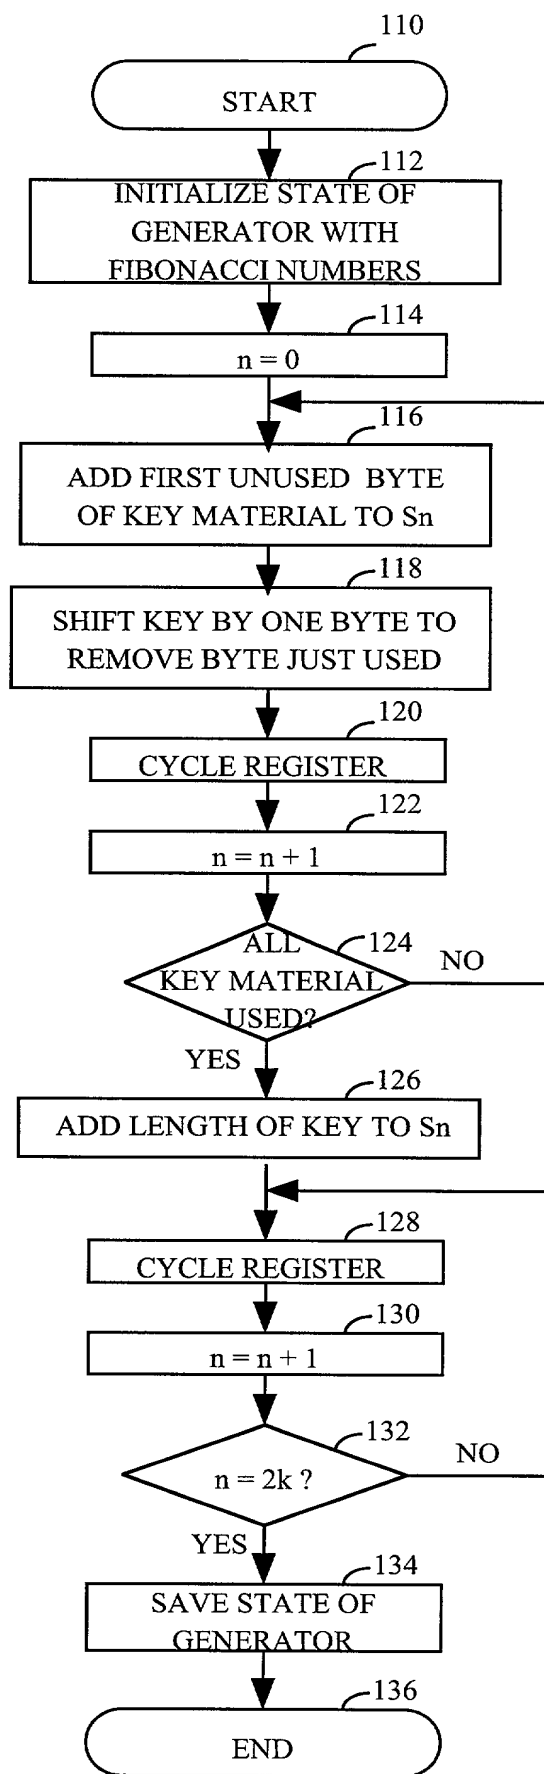 110
START
112
INITIALIZE STATE OF
GENERATOR WITH
FIBONACCI NUMBERS
114
n = 0
116
ADD FIRST UNUSED BYTE
OF KEY MATERIAL TO Sn
118
SHIFT KEY BY ONE BYTE TO
REMOVE BYTE JUST USED
120
CYCLE REGISTER
122
n = n + 1
124
ALL
KEY MATERIAL
USED?
NO
YES
126
ADD LENGTH OF KEY TO Sn
128
CYCLE REGISTER
130
n = n + 1
132
n = 2k ?
NO
YES
134
SAVE STATE OF
GENERATOR
136
END